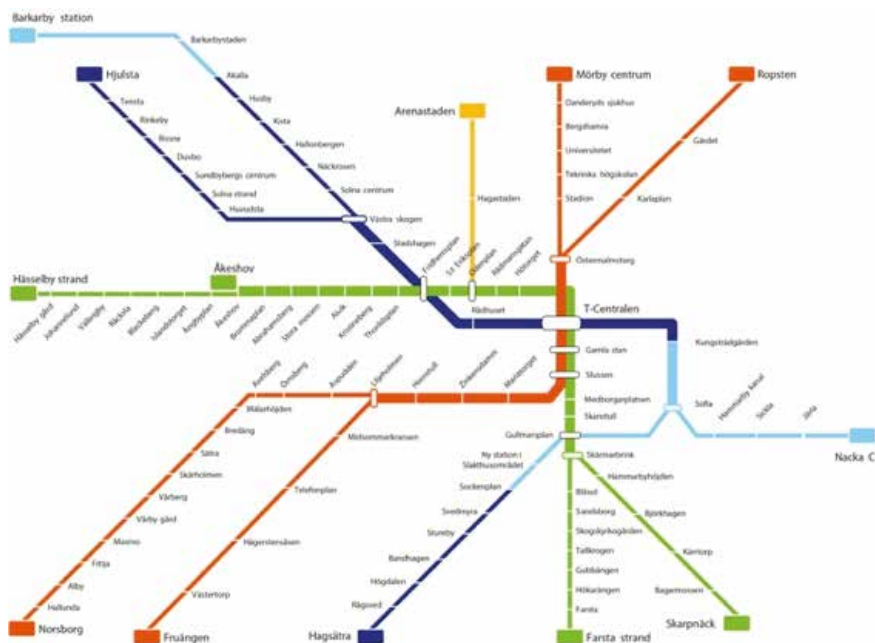 Barkarby station
Barkarbystaden
Hjulsta
Akalla
Husby
Kista
Hallonbergen
Näckrosen
Solna centrum
Tensta
Rinkeby
Rissne
Duvbo
Sundbybergs centrum
Solna strand
Huvudsta
Västra skogen
Stadshagen
Arenastaden
Hagastaden
Mörby centrum
Danderyds sjukhus
Bergshamra
Universitetet
Tekniska högskolan
Stadion
Ropsten
Gärdet
Karlaplan
Östermalmstorg
Hässelby strand
Åkeshov
Fridhemsplan
S:t Eriksplan
Odenplan
Rådmansgatan
Hötorget
Hässelby gård
Johannelund
Vällingby
Råcksta
Blackeberg
Islandstorget
Ängbyplan
Åkeshov
Brommaplan
Abrahamsberg
Stora mossen
Alvik
Kristineberg
Thorildsplan
Rådhuset
T-Centralen
Kungsträdgården
Gamla stan
Slussen
Medborgarplatsen
Skanstull
Gullmarsplan
Skärmarbrink
Sofia
Hammarby kanal
Sickla
Järla
Nacka C
Axelsberg
Örnsberg
Aspudden
Liljeholmen
Hornstull
Zinkensdamm
Mariatorget
Mälarhöjden
Bredäng
Sätra
Skärholmen
Vårberg
Vårby gård
Masmo
Fittja
Alby
Hallunda
Norsborg
Midsommarkransen
Telefonplan
Hägerstensåsen
Västertorp
Fruängen
Ny station i
Slakthusområdet
Sockenplan
Svedmyra
Stureby
Bandhagen
Högdalen
Rågsved
Hagsätra
Hammarbyhöjden
Björkhagen
Kärrtorp
Bagarmossen
Skarpnäck
Blåsut
Sandsborg
Skogskyrkogården
Tallkrogen
Gubbängen
Hökarängen
Farsta
Farsta strand